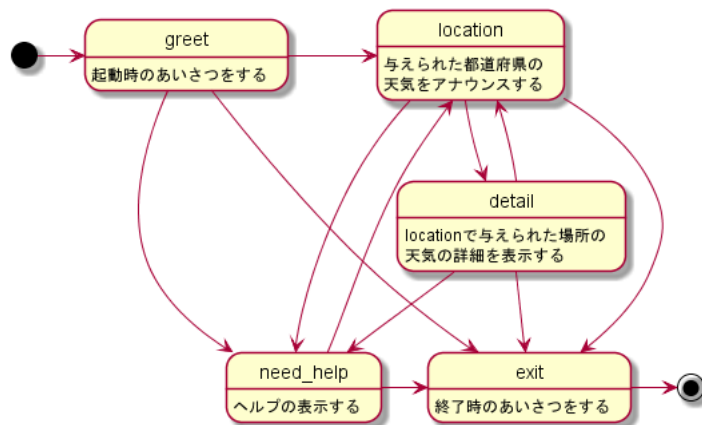 greet
起動時のあいさつをする
location
与えられた都道府県の
天気をアナウンスする
detail
locationで与えられた場所の
天気の詳細を表示する
need_help
ヘルプの表示する
exit
終了時のあいさつをする